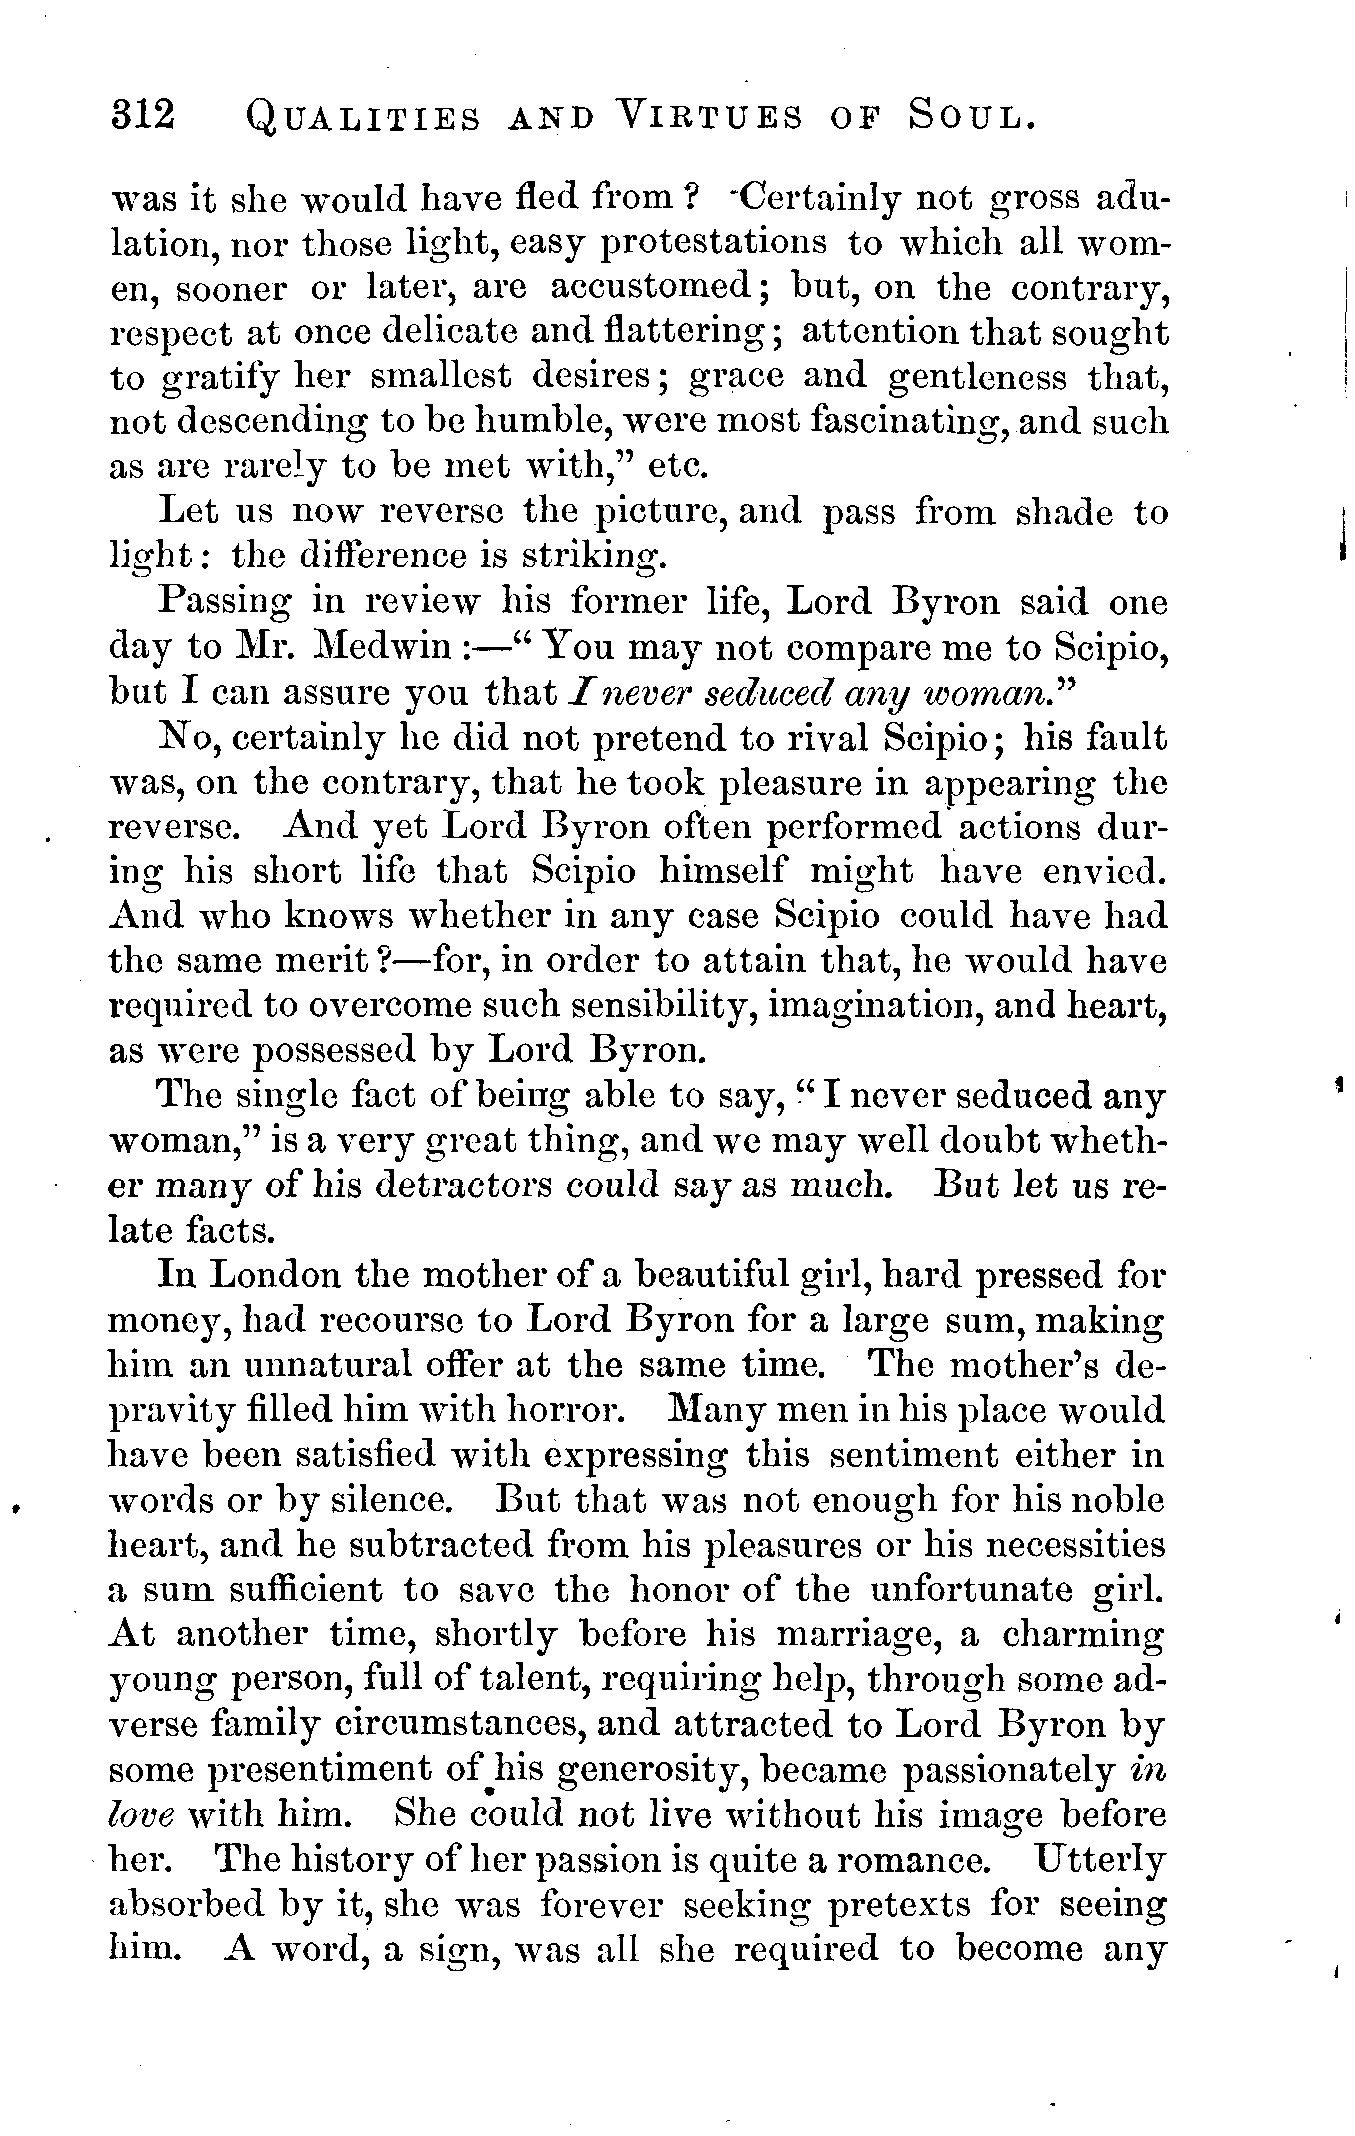 312 QUALITIES AND VIRTUES OF SOUL.
was it she would have fled from? Certainly not gross adu-
lation, nor those light, easy protestations to which all wom-
en, sooner or later, are accustomed; but, on the contrary,
respect at once delicate and flattering; attention that sought
to gratify her smallest desires; grace and gentleness that,
not descending to be humble, were most fascinating, and such
as are rarely to be met with,” etc.
Let us now reverse the picture, and pass from shade to
light: the difference is striking.
Passing in review his former life, Lord Byron said one
day to Mr. Medwin:—“You may not compare me to Scipio,
but I can assure you that I never seduced any woman.”
No, certainly he did not pretend to rival Scipio; his fault
was, on the contrary, that he took pleasure in appearing the
reverse. And yet Lord Byron often performed actions dur-
ing his short life that Scipio himself might have envied.
And who knows whether in any case Scipio could have had
the same merit?—for, in order to attain that, he would have
required to overcome such sensibility, imagination, and heart,
as were possessed by Lord Byron.
The single fact of being able to say, “I never seduced any
woman,” is a very great thing, and we may well doubt wheth-
er many of his detractors could say as much. But let us re-
late facts.
In London the mother of a beautiful girl, hard pressed for
money, had recourse to Lord Byron for a large sum, making
him an unnatural offer at the same time. The mother’s de-
pravity filled him with horror. Many men in his place would
have been satisfied with expressing this sentiment either in
words or by silence. But that was not enough for his noble
heart, and he subtracted from his pleasures or his necessities
a sum sufficient to save the honor of the unfortunate girl.
At another time, shortly before his marriage, a charming
young person, full of talent, requiring help, through some ad-
verse family circumstances, and attracted to Lord Byron by
some presentiment of his generosity, became passionately in
love with him. She could not live without his image before
her. The history of her passion is quite a romance. Utterly
absorbed by it, she was forever seeking pretexts for seeing
him. A word, a sign, was all she required to become any